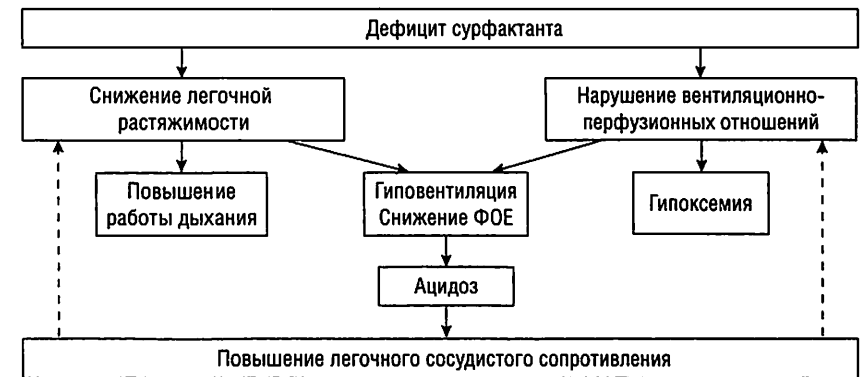 Дефицит сурфактанта
Снижение легочной
растяжимости
Нарушение вентиляционно-
перфузионных отношений
Повышение
работы дыхания
Гиповентиляция
Снижение ФОЕ
Гипоксемия
Ацидоз
Повышение легочного сосудистого сопротивления